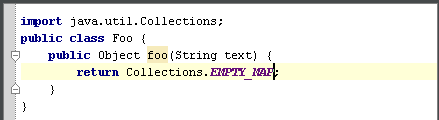 import java.util.Collections;
public class Foo {
public Object foo(String text) {
return Collections.EMPTY_MAP;
}
}